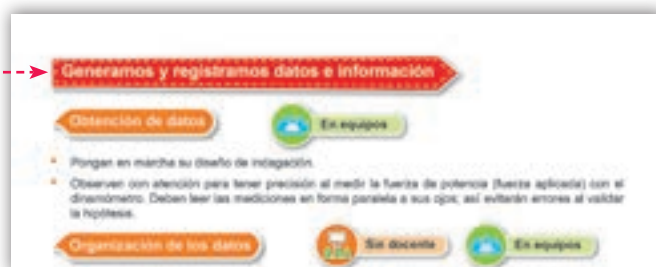 Generamos y registramos datos e información
Obtención de datos
En equipos
Pongan en marcha su diseño de indagación.
Observen con atención para tener precisión al medir la fuerza de potencia (fuerza aplicada) con el
dinamómetro. Deben leer las mediciones en forma paralela a sus ojos; así evitarán errores al validar
la hipótesis.
Organización de los datos
Sin docente
En equipos